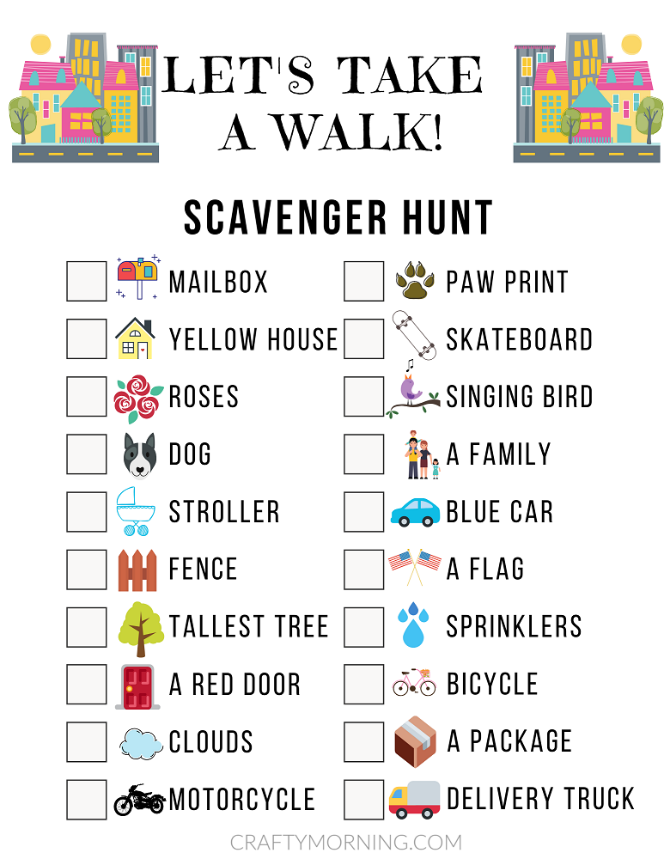 LET'S TAKE
A WALK!
SCAVENGER HUNT
MAILBOX
YELLOW HOUSE
ROSES
DOG
STROLLER
FENCE
TALLEST TREE
A RED DOOR
CLOUDS
MOTORCYCLE
PAW PRINT
SKATEBOARD
SINGING BIRD
A FAMILY
BLUE CAR
A FLAG
SPRINKLERS
BICYCLE
A PACKAGE
DELIVERY TRUCK
CRAFTYMORNING.COM